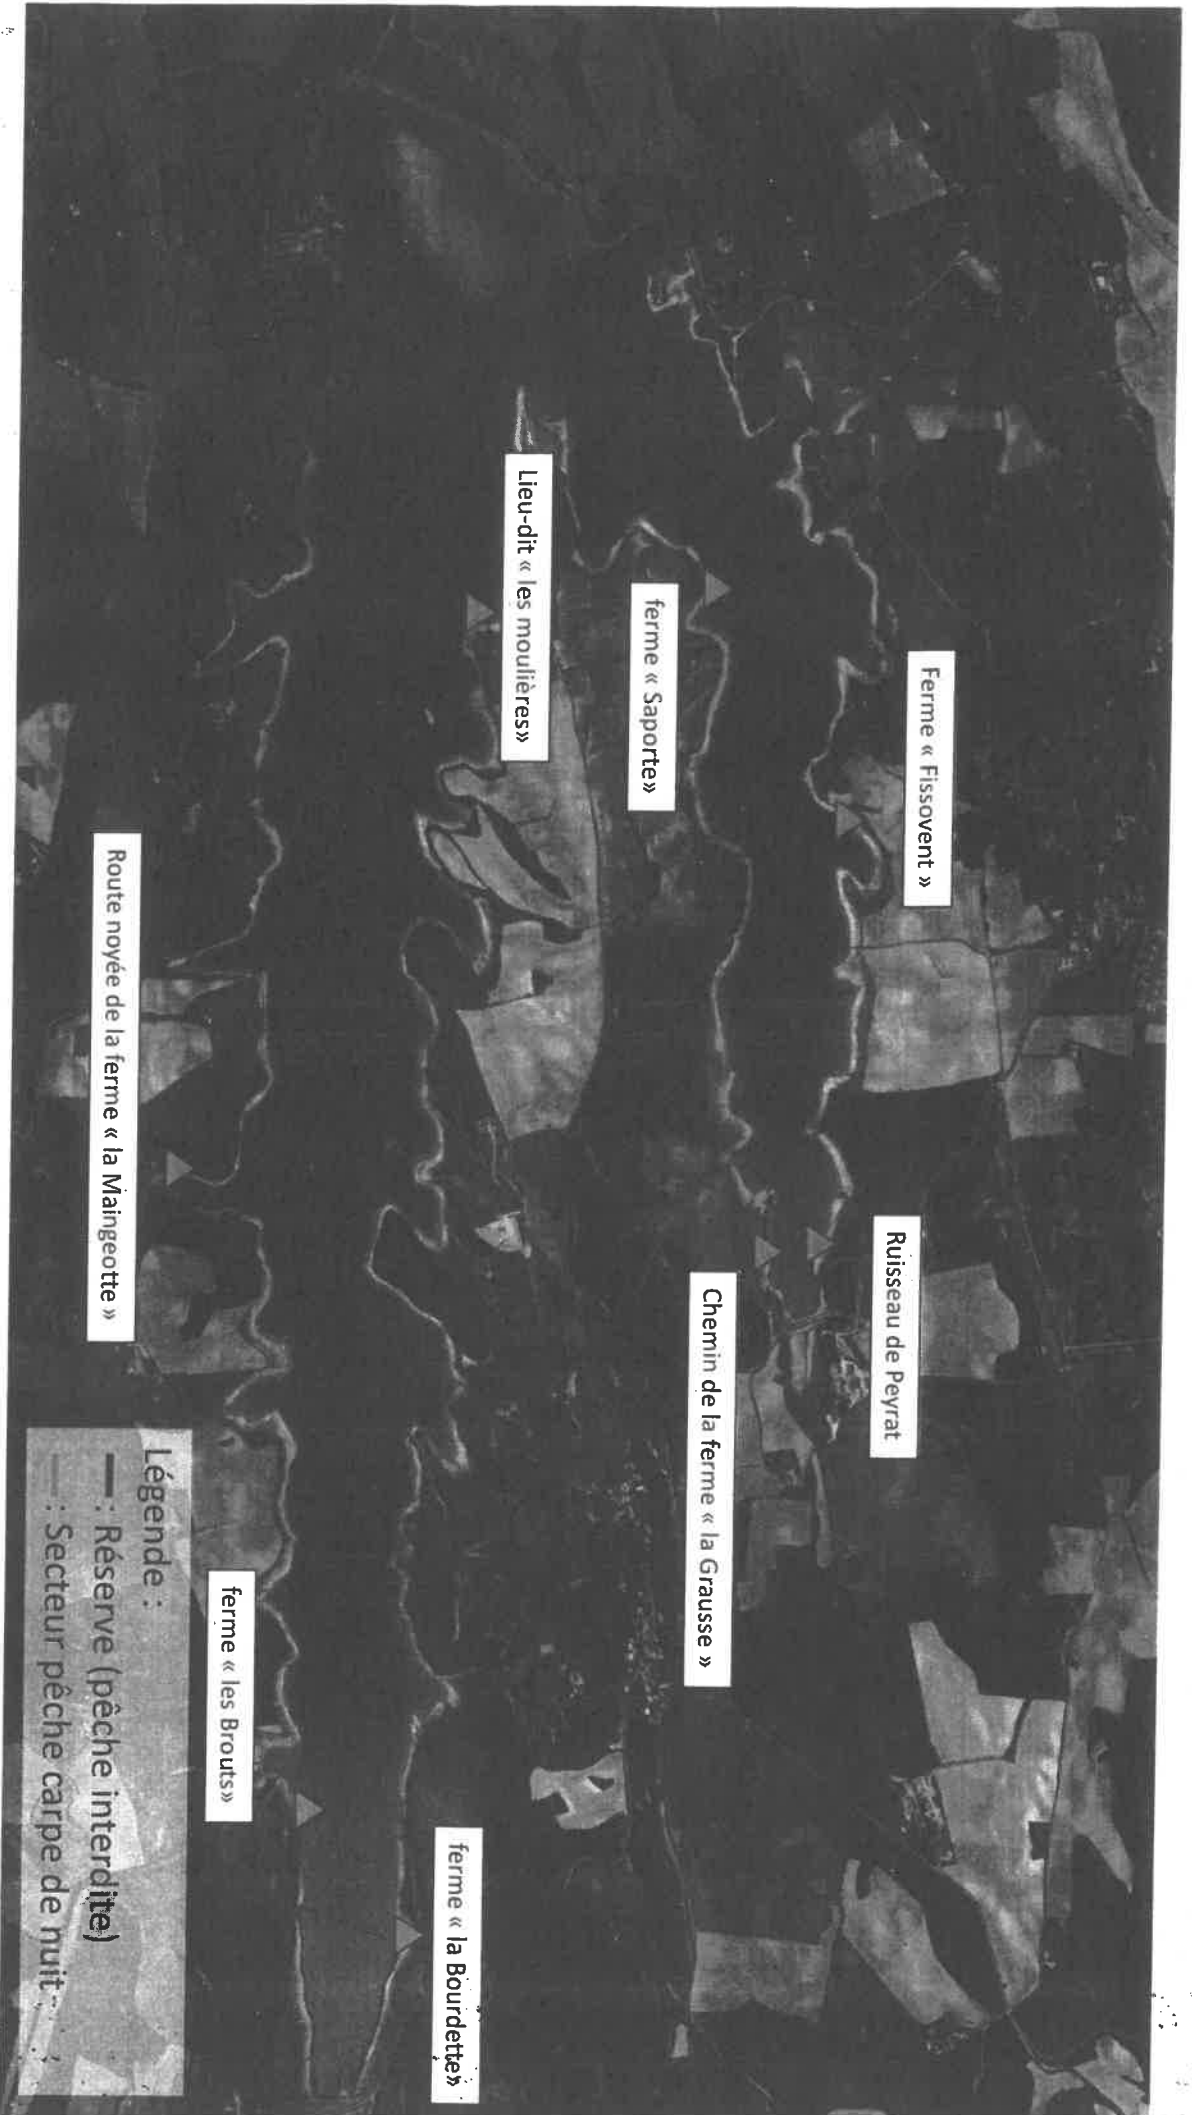 Ferme « Fissovent »
Ruisseau de Peyrat
ferme « Saporte»
Chemin de la ferme « la Grausse »
Lieu-dit « les moulières»
ferme « la Bourdette»
ferme « les Brouts»
Route noyée de la ferme « la Maingeotte »
Légende :
: Réserve (pêche interdite)
: Secteur pêche carpe de nuit